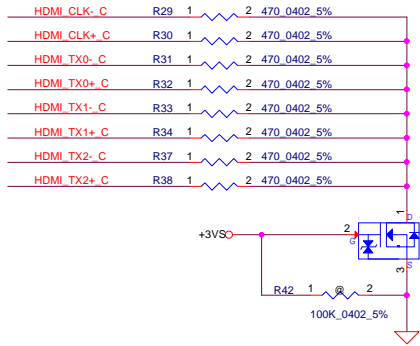 HDMI_CLK-_C R29 1 2 470_0402_5%
HDMI_CLK+_C R30 1 2 470_0402_5%
HDMI_TX0-_C R31 1 2 470_0402_5%
HDMI_TX0+_C R32 1 2 470_0402_5%
HDMI_TX1-_C R33 1 2 470_0402_5%
HDMI_TX1+_C R34 1 2 470_0402_5%
HDMI_TX2-_C R37 1 2 470_0402_5%
HDMI_TX2+_C R38 1 2 470_0402_5%
1 D
+3VS 2 G
3 S
R42 1 @ 2
100K_0402_5%